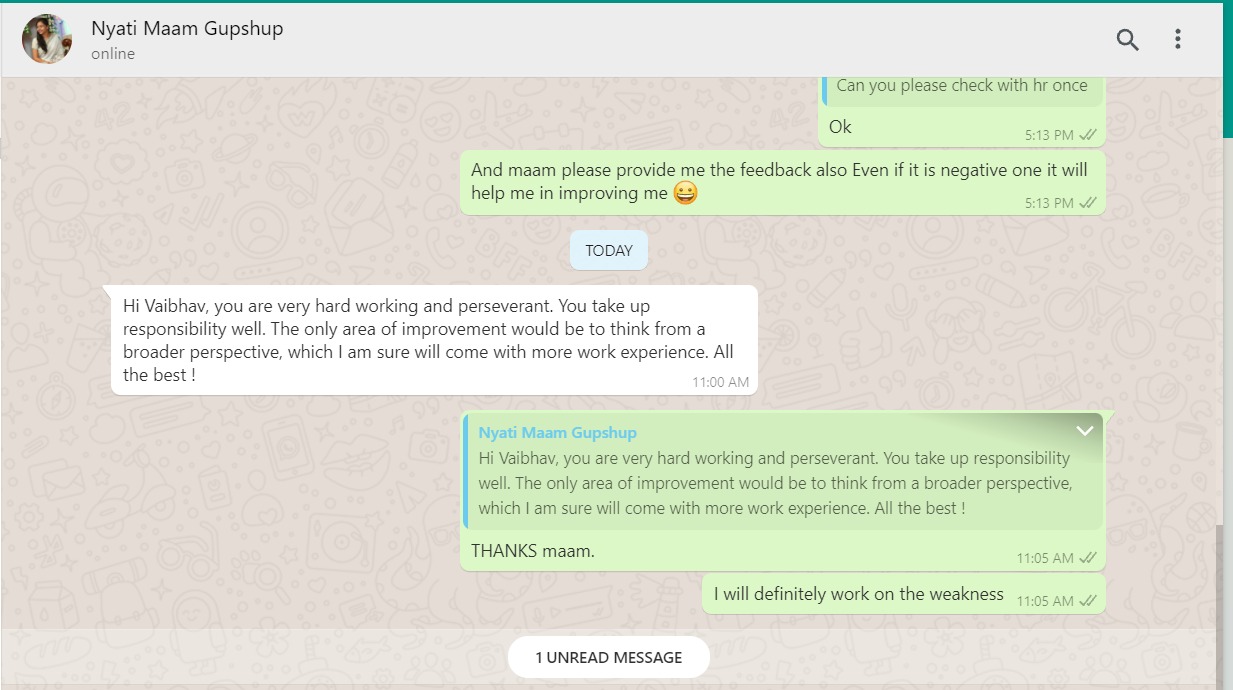 Nyati Maam Gupshup
online
Can you please check with hr once
Ok
5:13 PM
And maam please provide me the feedback also Even if it is negative one it will
help me in improving me 😀
5:13 PM
TODAY
Hi Vaibhav, you are very hard working and perseverant. You take up
responsibility well. The only area of improvement would be to think from a
broader perspective, which I am sure will come with more work experience. All
the best !
11:00 AM
Nyati Maam Gupshup
Hi Vaibhav, you are very hard working and perseverant. You take up responsibility
well. The only area of improvement would be to think from a broader perspective,
which I am sure will come with more work experience. All the best !
THANKS maam.
11:05 AM
I will definitely work on the weakness
11:05 AM
1 UNREAD MESSAGE